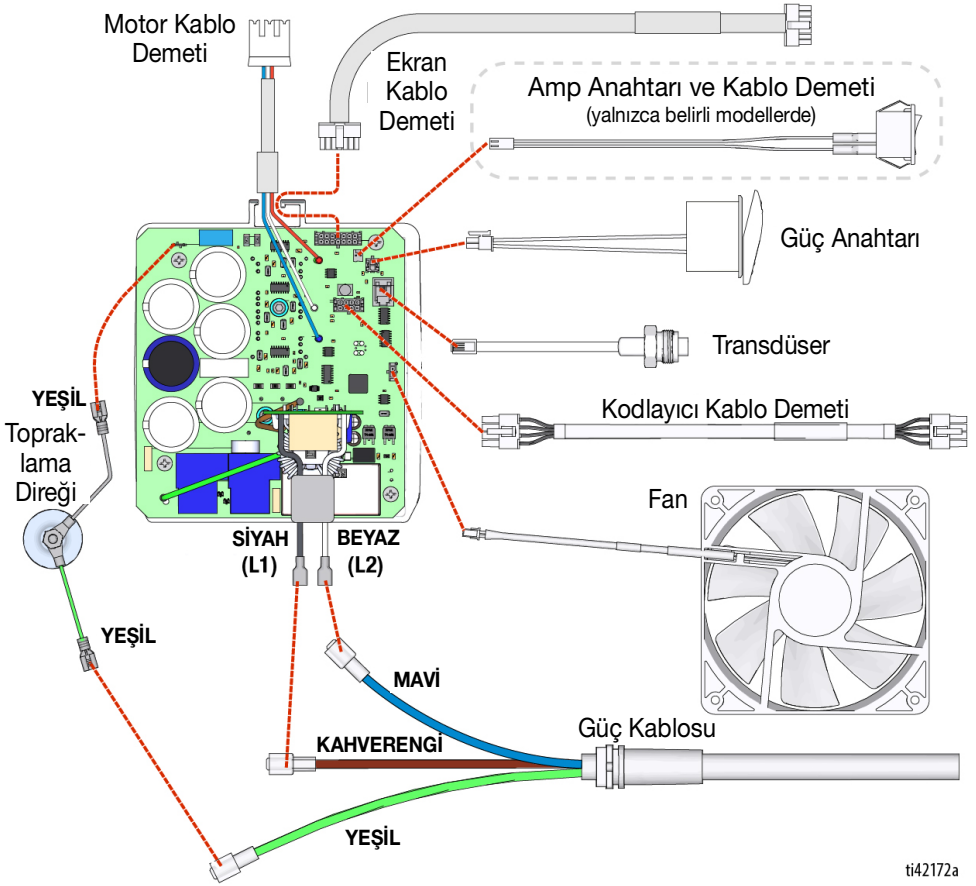 Motor Kablo
Demeti
Ekran
Kablo
Demeti
Amp Anahtarı ve Kablo Demeti
(yalnızca belirli modellerde)
Güç Anahtarı
Transdüser
Kodlayıcı Kablo Demeti
Fan
YEŞİL
Toprak-
lama
Direği
SİYAH
(L1)
BEYAZ
(L2)
YEŞİL
MAVİ
KAHVERENGİ
Güç Kablosu
YEŞİL
ti42172a